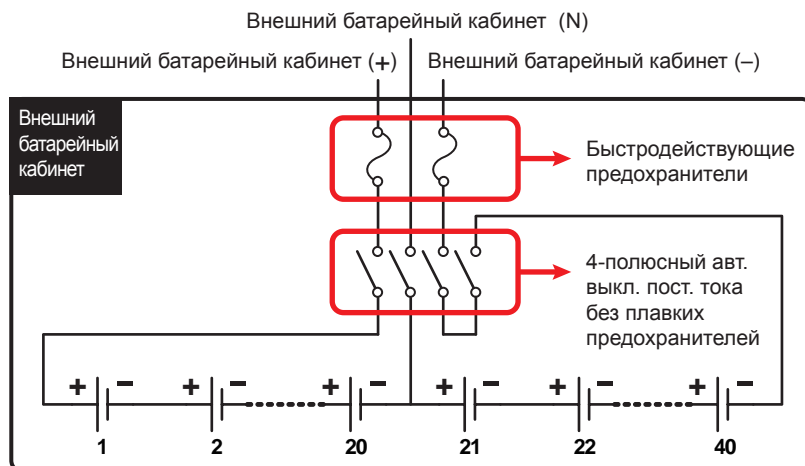 Внешний батарейный кабинет (N)
Внешний батарейный кабинет (+)
Внешний батарейный кабинет (–)
Внешний
батарейный
кабинет
Быстродействующие
предохранители
4-полюсный авт.
выкл. пост. тока
без плавких
предохранителей
+ – + – + – + – + – + –
1 2 20 21 22 40